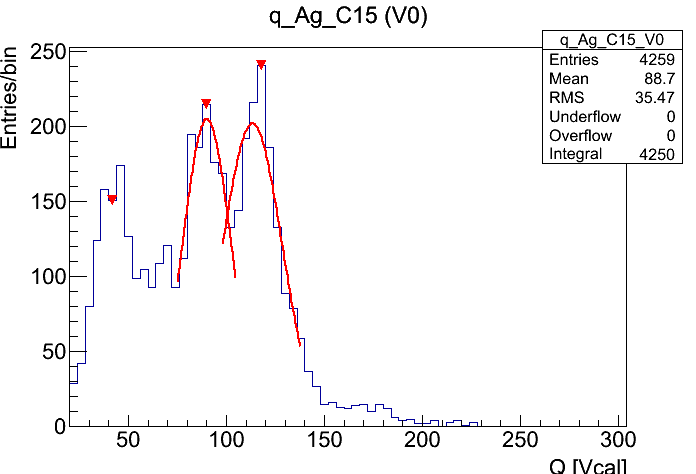 q_Ag_C15 (V0)
q_Ag_C15_V0
Entries 4259
Mean 88.7
RMS 35.47
Underflow 0
Overflow 0
Integral 4250
Entries/bin
250
200
150
100
50
0
50 100 150 200 250 300
Q [Vcal]